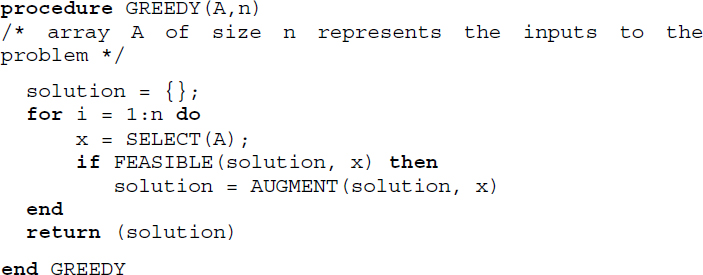 procedure GREEDY(A,n)
/* array A of size n represents the inputs to the
problem */
solution = {};
for i = 1:n do
x = SELECT(A);
if FEASIBLE(solution, x) then
solution = AUGMENT(solution, x)
end
return (solution)
end GREEDY